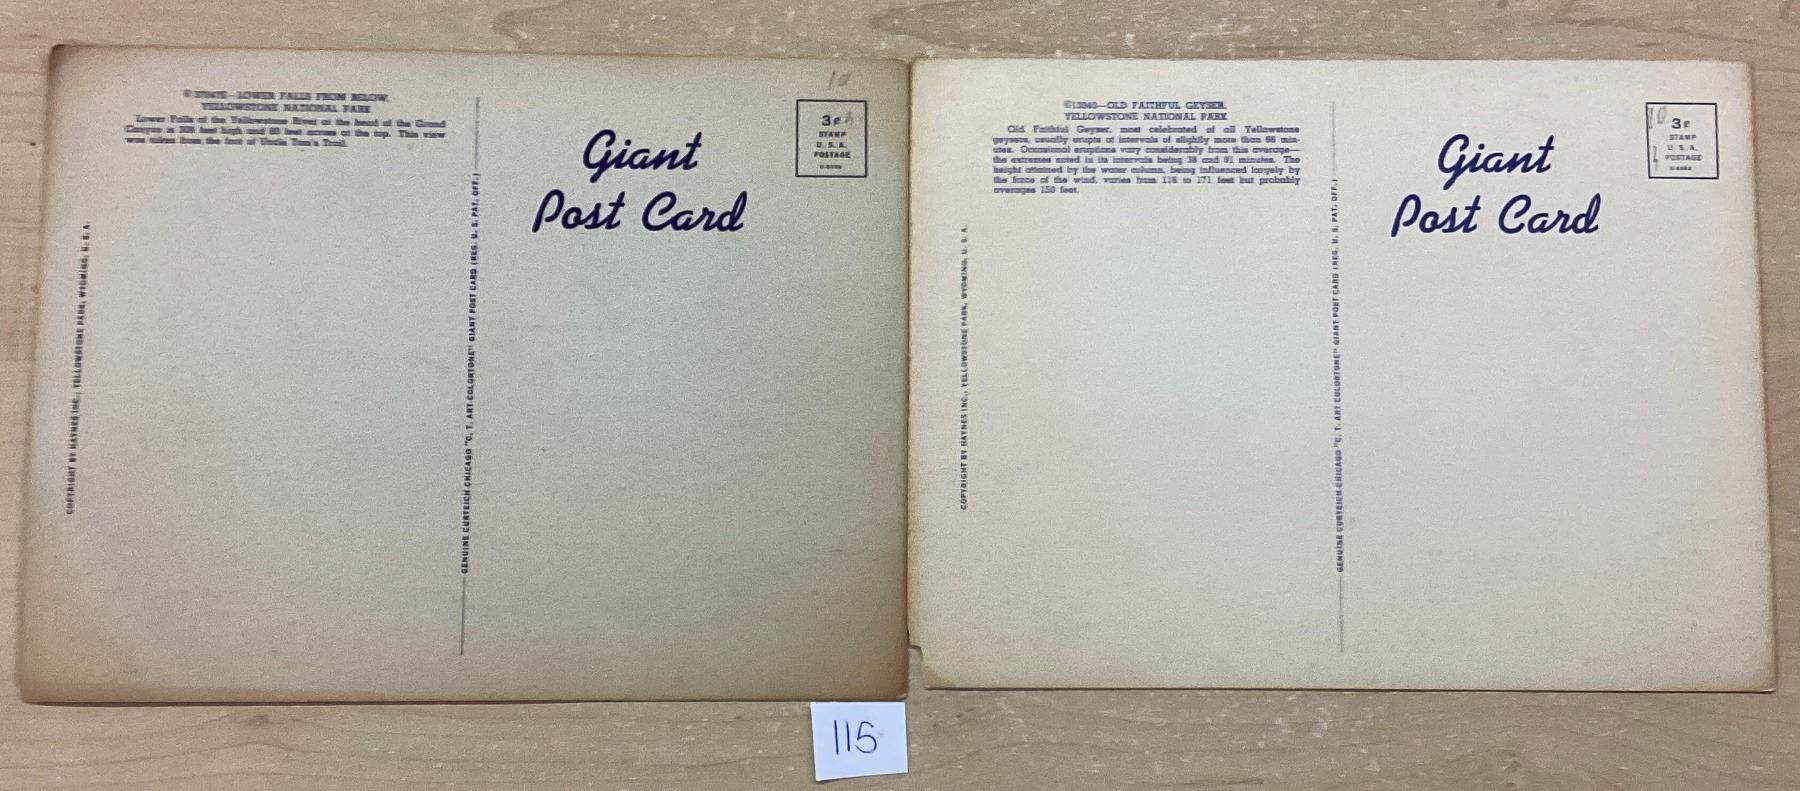 LOWER FALLS FROM BELOW,
YELLOWSTONE NATIONAL PARK
Lower Falls of the Yellowstone River at the head of the Grand
Canyon is 308 feet high and 60 feet across at the top. This view
was taken from the foot of Uncle Tom's Trail.
COPYRIGHT BY HAYNES INC., YELLOWSTONE PARK, WYOMING, U. S. A.
GENUINE CURTEICH-CHICAGO "C. T. ART-COLORTONE" GIANT POST CARD (REG. U. S. PAT. OFF.)
Giant
Post Card
10
3¢
STAMP
U. S. A.
POSTAGE
©13040—OLD FAITHFUL GEYSER,
YELLOWSTONE NATIONAL PARK
Old Faithful Geyser, most celebrated of all Yellowstone
geysers, usually erupts at intervals of slightly more than 66 min-
utes. Occasional eruptions vary considerably from this average—
the extremes noted in its intervals being 38 and 91 minutes. The
height attained by the water column, being influenced largely by
the force of the wind, varies from 116 to 171 feet but probably
averages 150 feet.
COPYRIGHT BY HAYNES INC., YELLOWSTONE PARK, WYOMING, U. S. A.
GENUINE CURTEICH-CHICAGO "C. T. ART-COLORTONE" GIANT POST CARD (REG. U. S. PAT. OFF.)
Giant
Post Card
10
3¢
STAMP
U. S. A.
POSTAGE
115